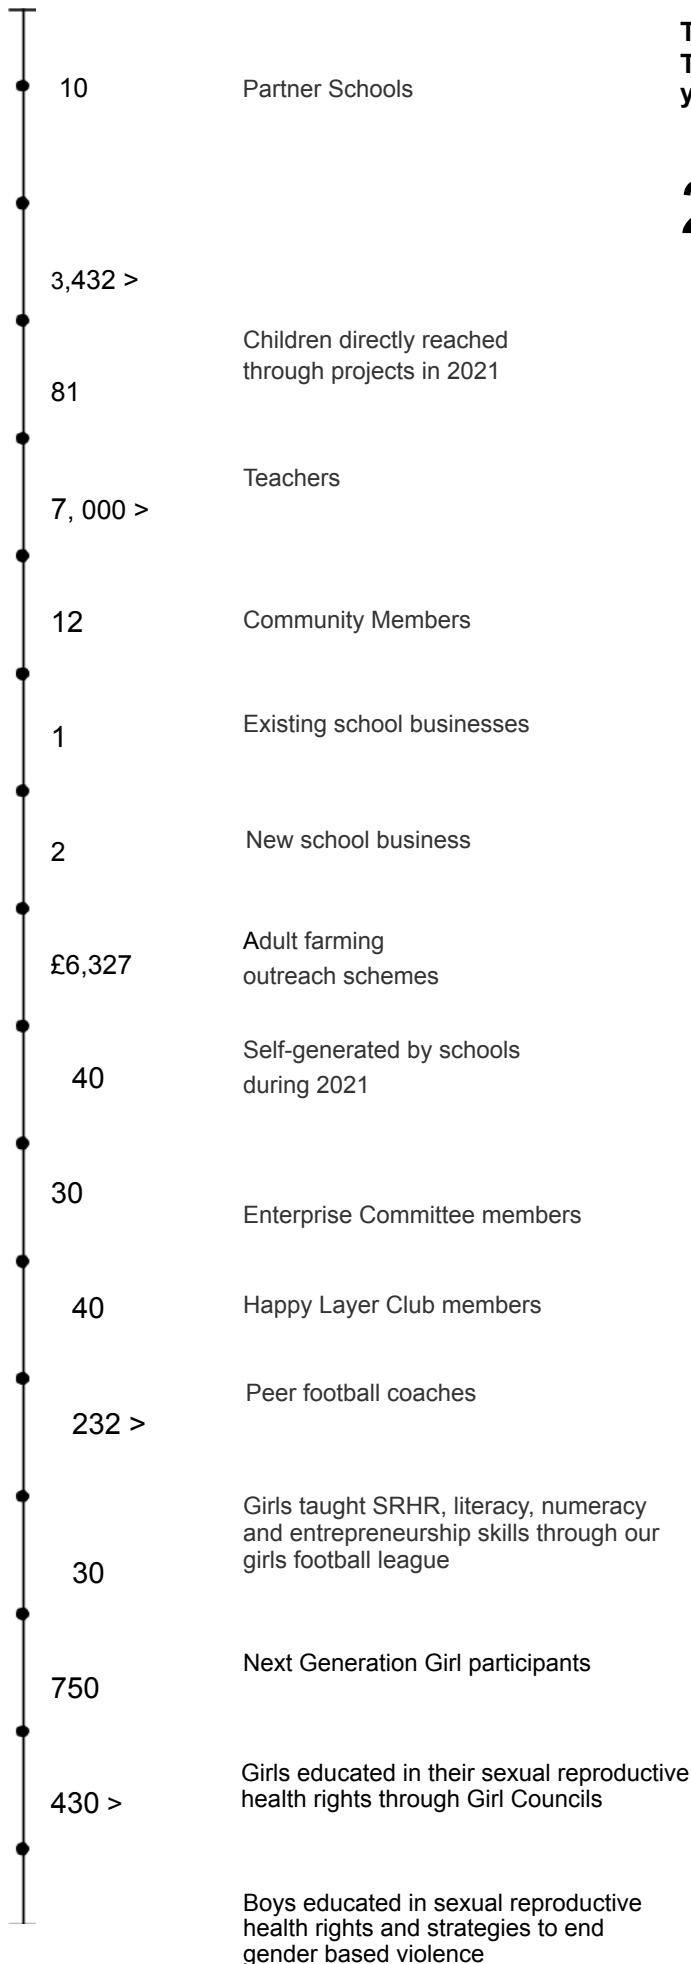 10 Partner Schools
3,432 >
Children directly reached
through projects in 2021
81
Teachers
7, 000 >
12 Community Members
Existing school businesses
1
New school business
2
Adult farming
£6,327
outreach schemes
Self-generated by schools
40
during 2021
30
Enterprise Committee members
40 Happy Layer Club members
Peer football coaches
232 >
Girls taught SRHR, literacy, numeracy
and entrepreneurship skills through our
girls football league
30
Next Generation Girl participants
750
Girls educated in their sexual reproductive
health rights through Girl Councils
430 >
Boys educated in sexual reproductive
health rights and strategies to end
gender based violence